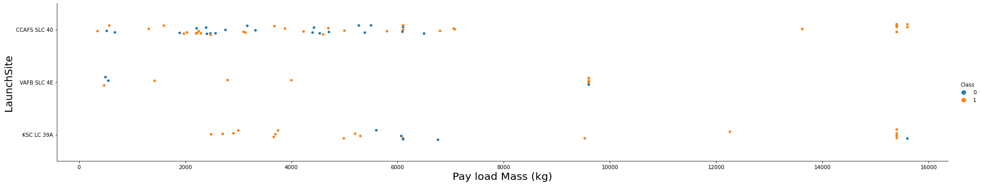 CCAFS SLC 40
VAFB SLC 4E
KSC LC 39A
LaunchSite
0 2000 4000 6000 8000 10000 12000 14000 16000
Pay load Mass (kg)
Class
0
1